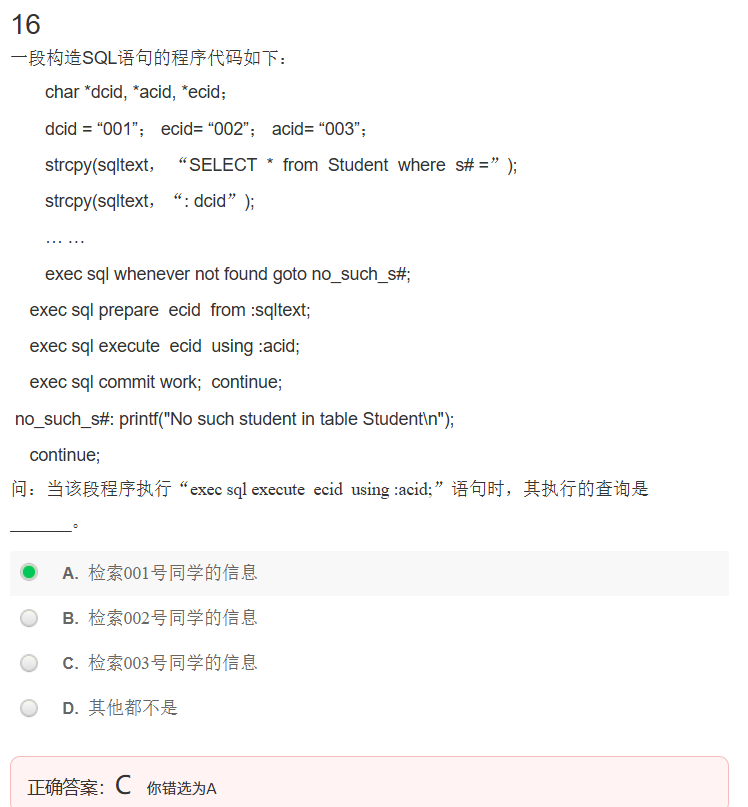 16
一段构造SQL语句的程序代码如下：
char *dcid, *acid, *ecid；
dcid = “001”； ecid= “002”； acid= “003”；
strcpy(sqltext， “SELECT * from Student where s# =”);
strcpy(sqltext，“: dcid”);
… …
exec sql whenever not found goto no_such_s#;
exec sql prepare ecid from :sqltext;
exec sql execute ecid using :acid;
exec sql commit work; continue;
no_such_s#: printf("No such student in table Student\n");
continue;
问：当该段程序执行“exec sql execute ecid using :acid;”语句时，其执行的查询是
_______。
A. 检索001号同学的信息
B. 检索002号同学的信息
C. 检索003号同学的信息
D. 其他都不是
正确答案：C 你错选为A